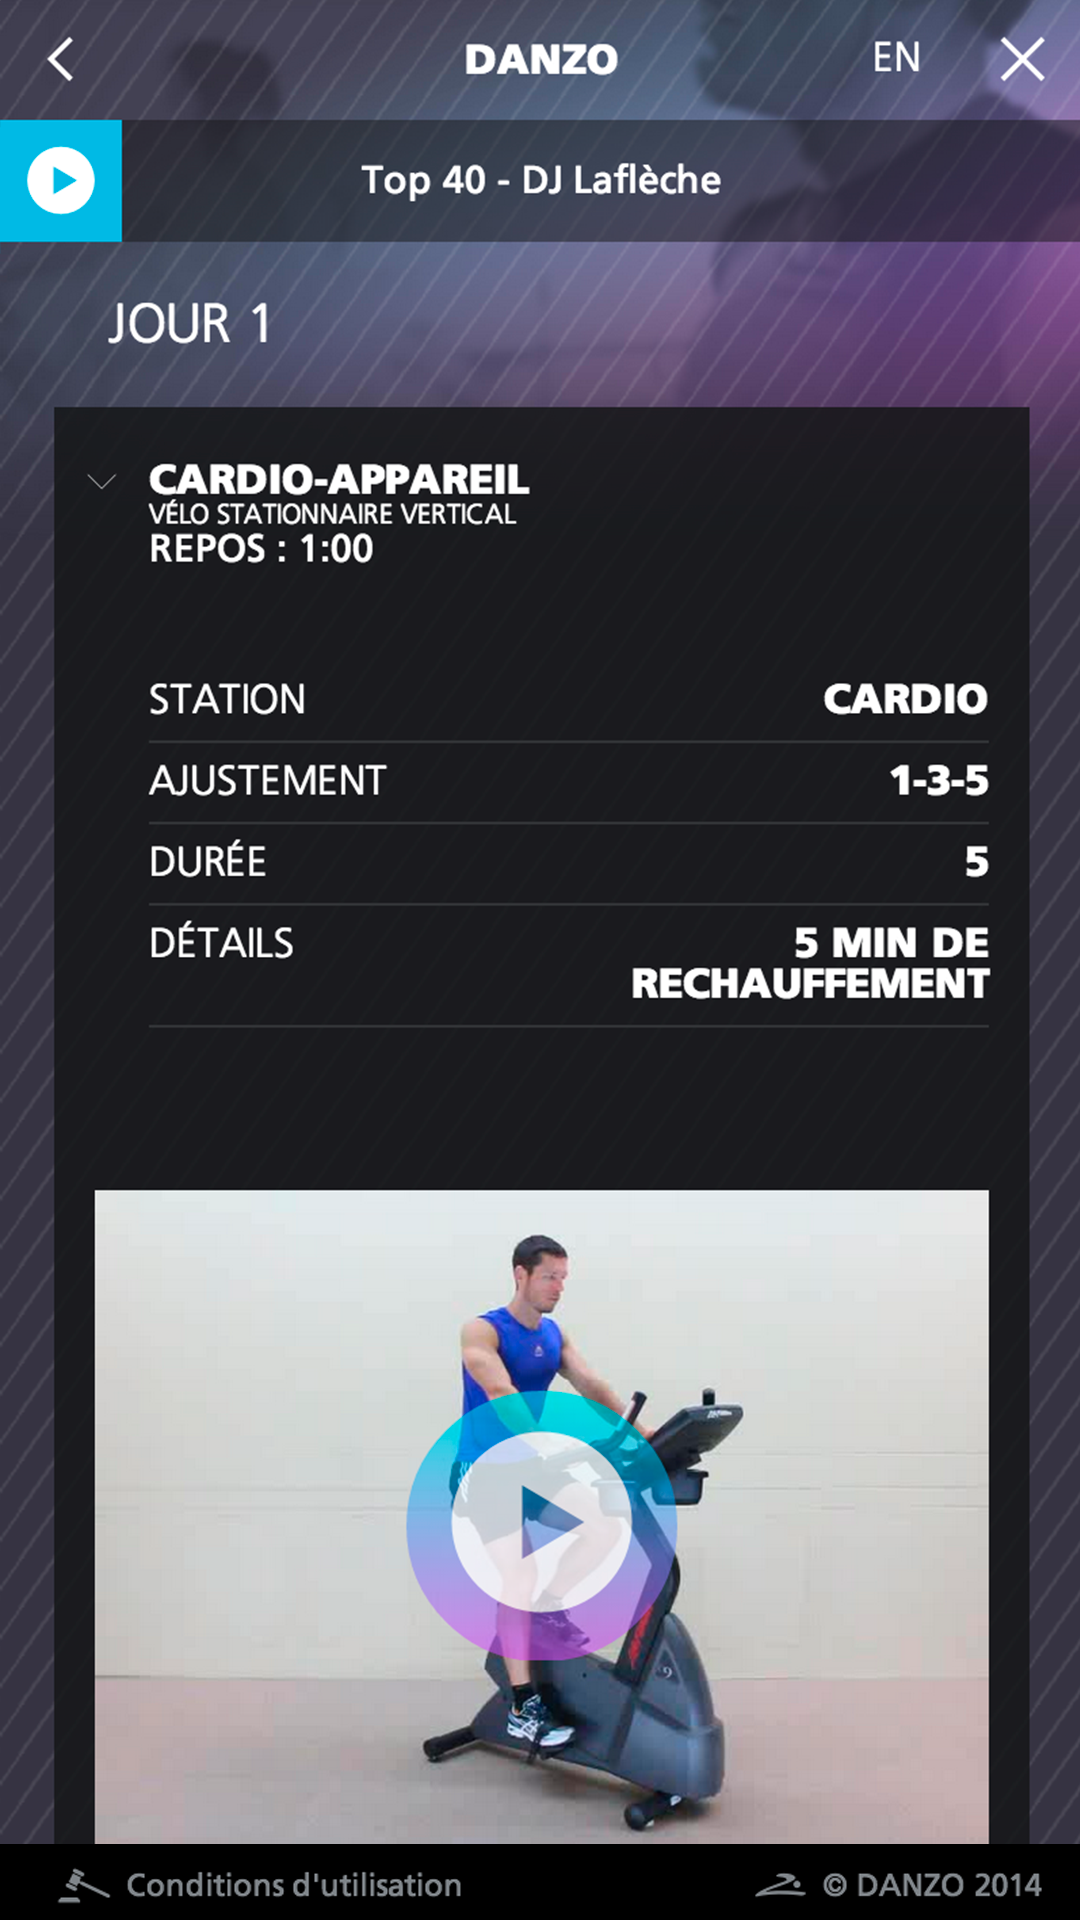 DANZO
EN
Top 40 - DJ Laflèche
JOUR 1
CARDIO-APPAREIL
VÉLO STATIONNAIRE VERTICAL
REPOS : 1:00
STATION
CARDIO
AJUSTEMENT
1-3-5
DURÉE
5
DÉTAILS
5 MIN DE
RECHAUFFEMENT
9
Conditions d'utilisation
© DANZO 2014